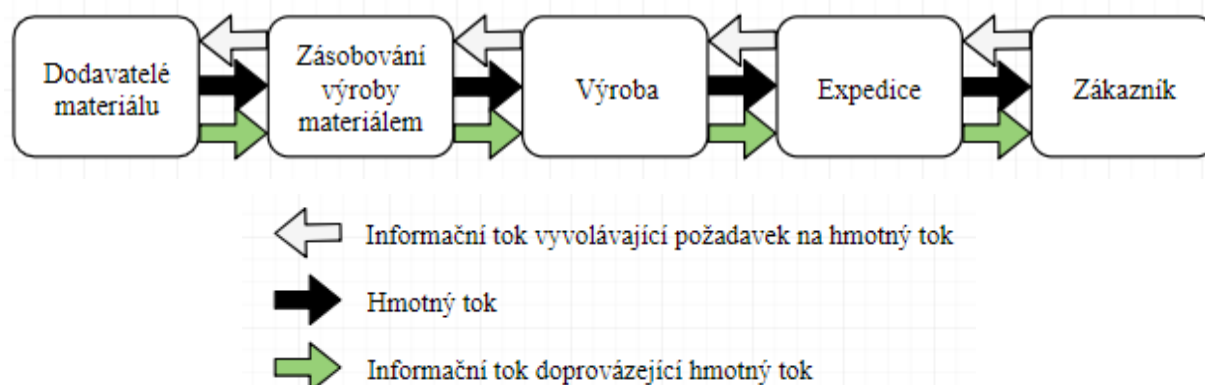 Dodavatelé
materiálu
Zásobování
výroby
materiálem
Výroba
Expedice
Zákazník
Informační tok vyvolávající požadavek na hmotný tok
Hmotný tok
Informační tok doprovázející hmotný tok